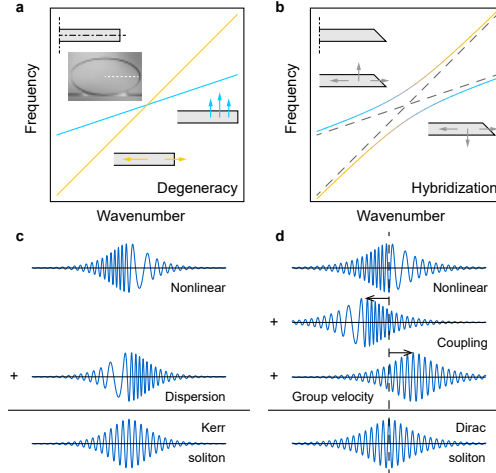 a
b
Frequency
Degeneracy
Wavenumber
Frequency
Hybridization
Wavenumber
c
d
Nonlinear
+
Dispersion
Kerr
soliton
Nonlinear
+
Coupling
+
Group velocity
Dirac
soliton